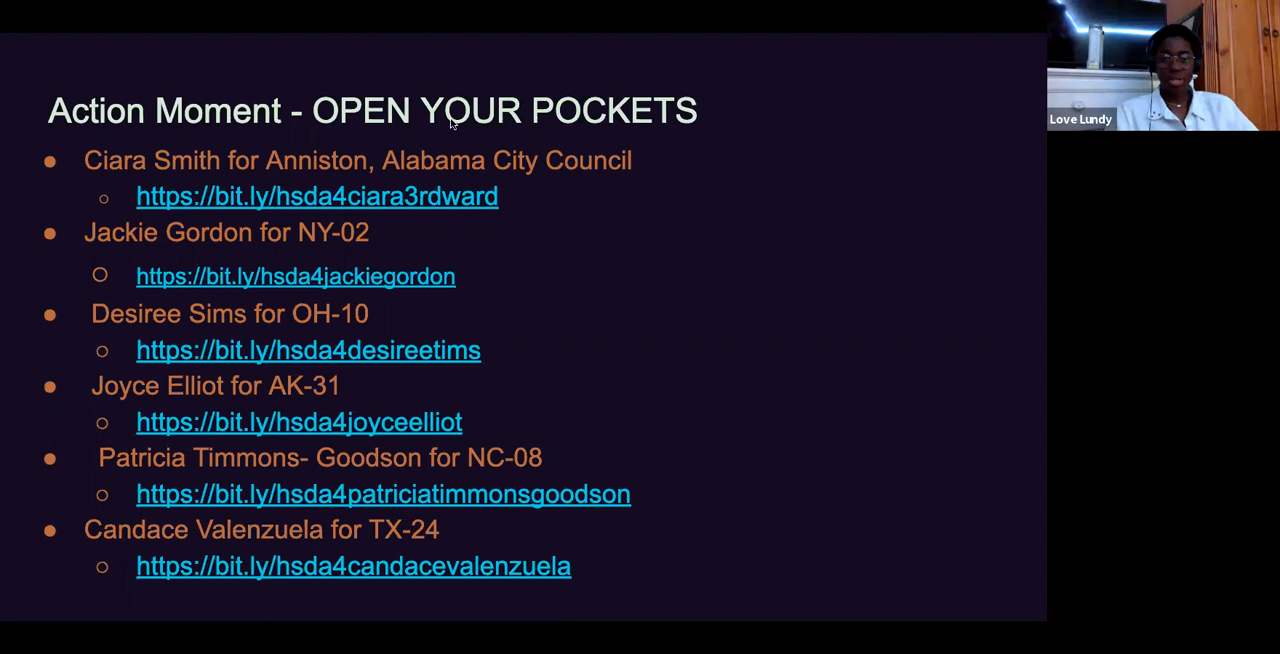 Action Moment - OPEN YOUR POCKETS
Ciara Smith for Anniston, Alabama City Council
https://bit.ly/hsda4ciara3rdward
Jackie Gordon for NY-02
https://bit.ly/hsda4jackiegordon
Desiree Sims for OH-10
https://bit.ly/hsda4desireetims
Joyce Elliot for AK-31
https://bit.ly/hsda4joyceelliot
Patricia Timmons- Goodson for NC-08
https://bit.ly/hsda4patriciatimmonsgoodson
Candace Valenzuela for TX-24
https://bit.ly/hsda4candacevalenzuela
Love Lundy